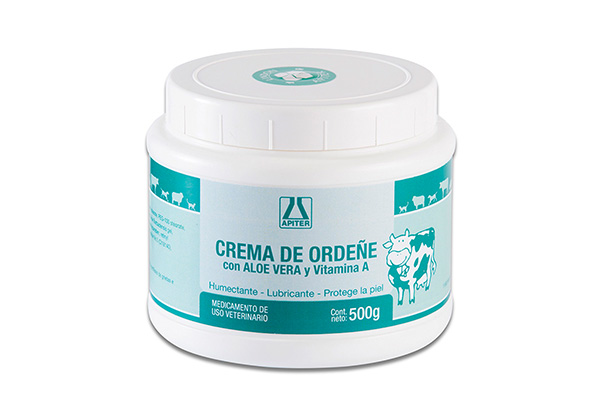 APITER
CREMA DE ORDEÑE
con ALOE VERA y Vitamina A
Humectante - Lubricante - Protege la piel
MEDICAMENTO DE
USO VETERINARIO
Cont.
neto: 500g